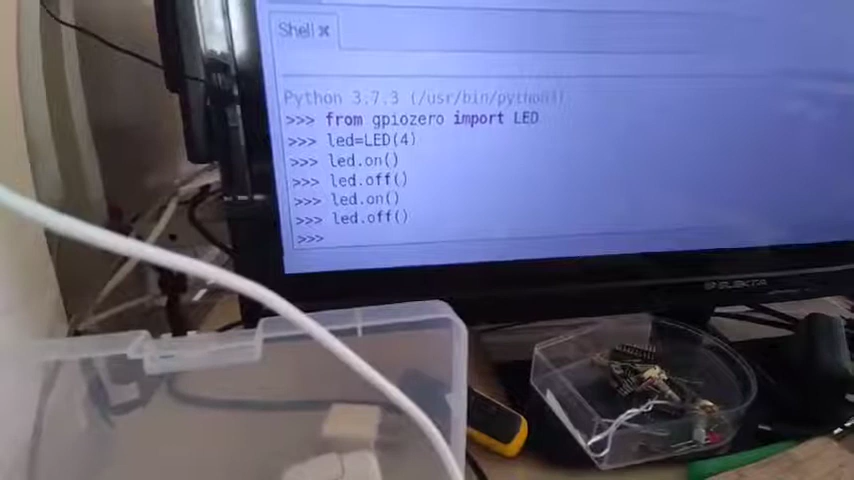 Shell ×
Python 3.7.3 (/usr/bin/python3)
>>> from gpiozero import LED
>>> led=LED(4)
>>> led.on()
>>> led.off()
>>> led.on()
>>> led.off()
>>>